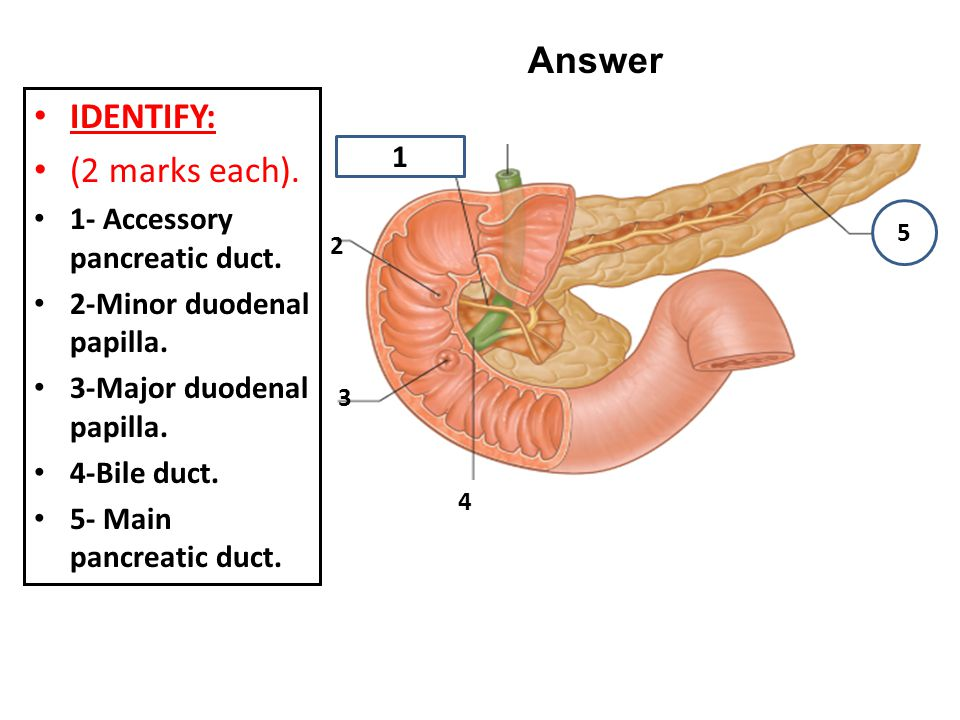 Answer
• IDENTIFY:
• (2 marks each).
• 1- Accessory
pancreatic duct.
• 2-Minor duodenal
papilla.
• 3-Major duodenal
papilla.
• 4-Bile duct.
• 5- Main
pancreatic duct.
1
2
3
4
5